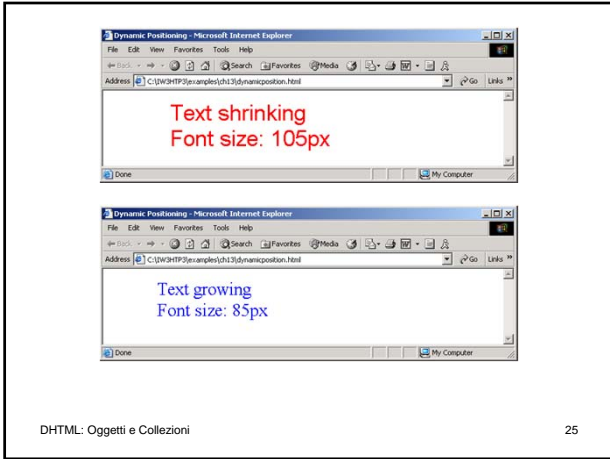 Dynamic Positioning - Microsoft Internet Explorer
File Edit View Favorites Tools Help
Back Search Favorites Media
Address C:\IW3HTP3\examples\ch13\dynamicposition.html Go Links »
Text shrinking
Font size: 105px
Done My Computer
Dynamic Positioning - Microsoft Internet Explorer
File Edit View Favorites Tools Help
Back Search Favorites Media
Address C:\IW3HTP3\examples\ch13\dynamicposition.html Go Links »
Text growing
Font size: 85px
Done My Computer
DHTML: Oggetti e Collezioni 25